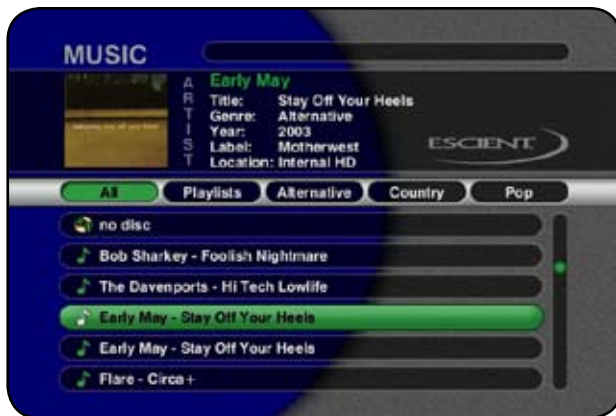 MUSIC
ARTIST
Early May
Title: Stay Off Your Heels
Genre: Alternative
Year: 2003
Label: Motherwest
Location: Internal HD
ESCIENT
All Playlists Alternative Country Pop
no disc
Bob Sharkey - Foolish Nightmare
The Davenports - Hi Tech Lowlife
Early May - Stay Off Your Heels
Early May - Stay Off Your Heels
Flare - Circa+